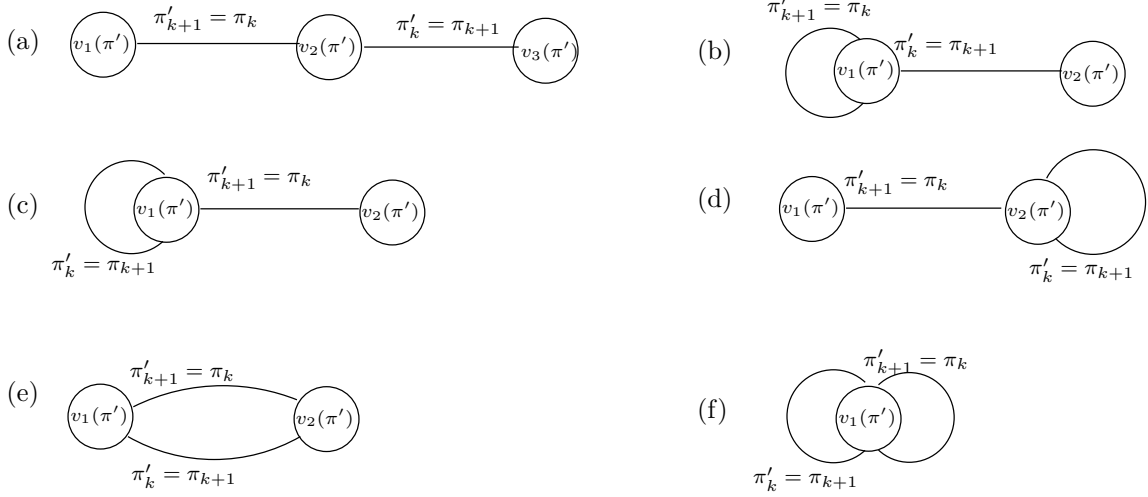 (a) v₁(π′) π′ₖ₊₁ = πₖ v₂(π′) π′ₖ = πₖ₊₁ v₃(π′)
(b) π′ₖ₊₁ = πₖ v₁(π′) π′ₖ = πₖ₊₁ v₂(π′)
(c) v₁(π′) π′ₖ₊₁ = πₖ v₂(π′)
π′ₖ = πₖ₊₁
(d) v₁(π′) π′ₖ₊₁ = πₖ v₂(π′)
π′ₖ = πₖ₊₁
(e) v₁(π′) π′ₖ₊₁ = πₖ v₂(π′)
π′ₖ = πₖ₊₁
(f) π′ₖ₊₁ = πₖ
v₁(π′)
π′ₖ = πₖ₊₁